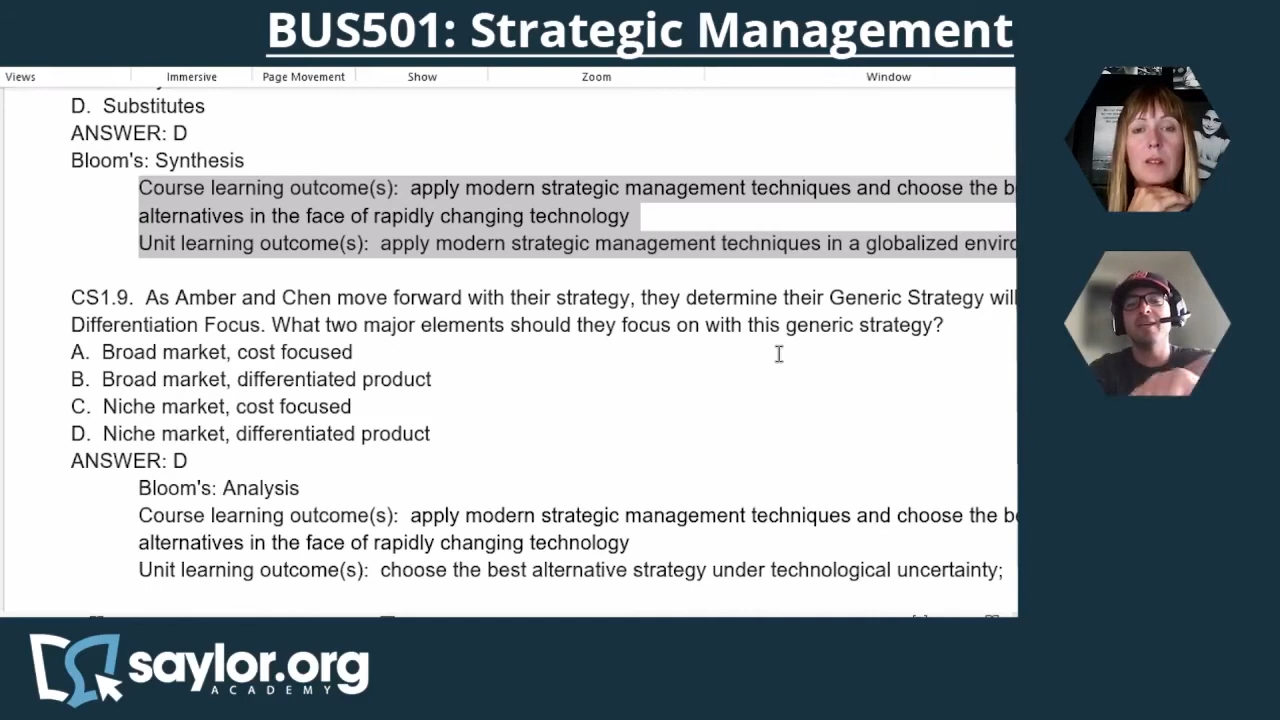 BUS501: Strategic Management
Views Immersive Page Movement Show Zoom Window
D. Substitutes
ANSWER: D
Bloom's: Synthesis
Course learning outcome(s): apply modern strategic management techniques and choose the
alternatives in the face of rapidly changing technology
Unit learning outcome(s): apply modern strategic management techniques in a globalized
CS1.9. As Amber and Chen move forward with their strategy, they determine their Generic Strategy
Differentiation Focus. What two major elements should they focus on with this generic strategy?
A. Broad market, cost focused
B. Broad market, differentiated product
C. Niche market, cost focused
D. Niche market, differentiated product
ANSWER: D
Bloom's: Analysis
Course learning outcome(s): apply modern strategic management techniques and choose the
alternatives in the face of rapidly changing technology
Unit learning outcome(s): choose the best alternative strategy under technological uncertainty;
saylor.org
ACADEMY